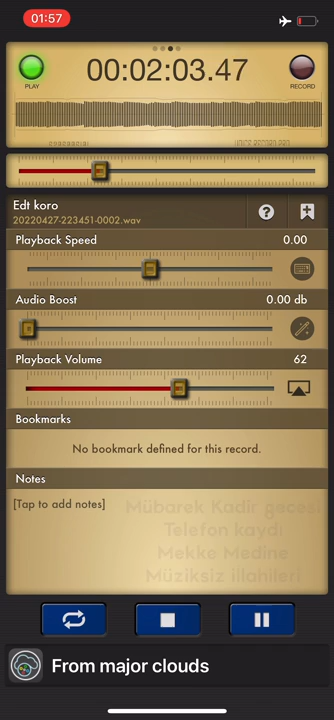 01:57
00:02:03.47
PLAY
RECORD
Edt koro
20220427-223451-0002.wav
Playback Speed
0.00
Audio Boost
0.00 db
Playback Volume
62
Bookmarks
No bookmark defined for this record.
Notes
[Tap to add notes]
Mübarek Kadir gecesi
Telefon kaydı
Mekke Medine
Müziksiz ilahileri
From major clouds